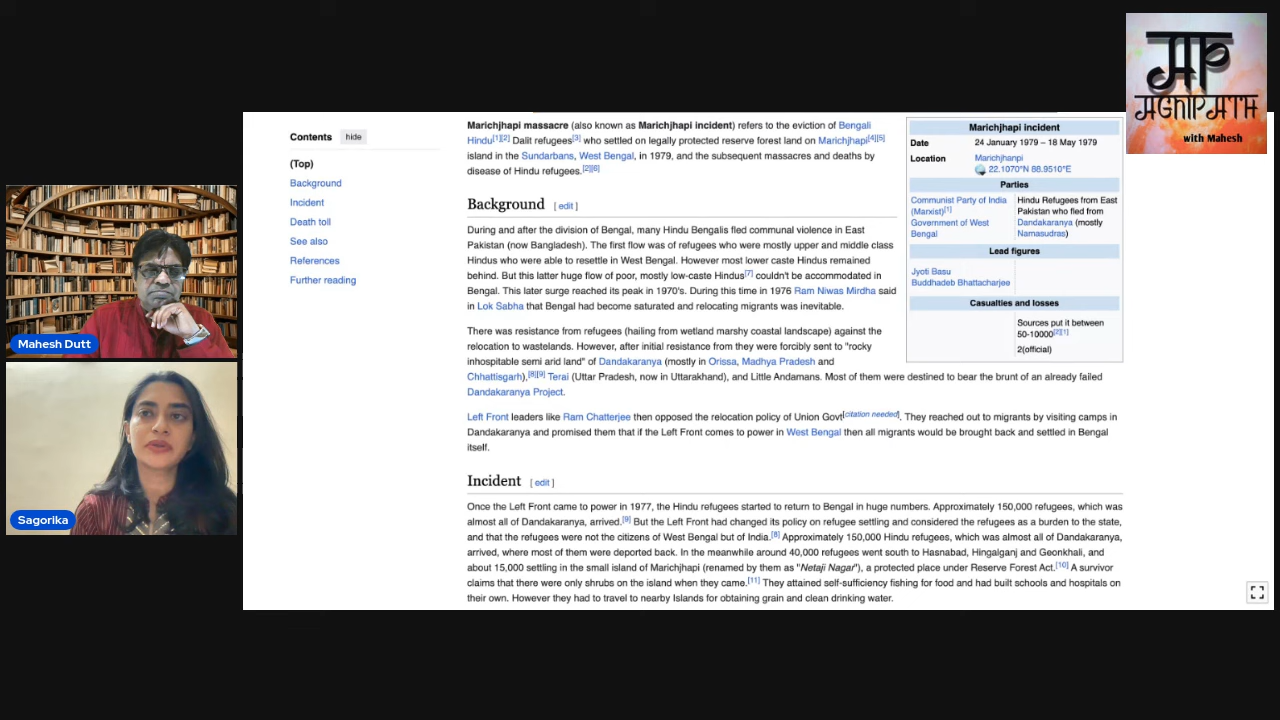 AP
AGNIPATH
with Mahesh
Mahesh Dutt
Sagorika
Contents hide
(Top)
Background
Incident
Death toll
See also
References
Further reading
Marichjhapi massacre (also known as Marichjhapi incident) refers to the eviction of Bengali
Hindu[1][2] Dalit refugees[3] who settled on legally protected reserve forest land on Marichjhapi[4][5]
island in the Sundarbans, West Bengal, in 1979, and the subsequent massacres and deaths by
disease of Hindu refugees.[2][6]
Background [ edit ]
During and after the division of Bengal, many Hindu Bengalis fled communal violence in East
Pakistan (now Bangladesh). The first flow was of refugees who were mostly upper and middle class
Hindus who were able to resettle in West Bengal. However most lower caste Hindus remained
behind. But this latter huge flow of poor, mostly low-caste Hindus[7] couldn't be accommodated in
Bengal. This later surge reached its peak in 1970's. During this time in 1976 Ram Niwas Mirdha said
in Lok Sabha that Bengal had become saturated and relocating migrants was inevitable.
There was resistance from refugees (hailing from wetland marshy coastal landscape) against the
relocation to wastelands. However, after initial resistance from they were forcibly sent to "rocky
inhospitable semi arid land" of Dandakaranya (mostly in Orissa, Madhya Pradesh and
Chhattisgarh),[8][9] Terai (Uttar Pradesh, now in Uttarakhand), and Little Andamans. Most of them were destined to bear the brunt of an already failed
Dandakaranya Project.
Left Front leaders like Ram Chatterjee then opposed the relocation policy of Union Govt[citation needed]. They reached out to migrants by visiting camps in
Dandakaranya and promised them that if the Left Front comes to power in West Bengal then all migrants would be brought back and settled in Bengal
itself.
Incident [ edit ]
Once the Left Front came to power in 1977, the Hindu refugees started to return to Bengal in huge numbers. Approximately 150,000 refugees, which was
almost all of Dandakaranya, arrived.[9] But the Left Front had changed its policy on refugee settling and considered the refugees as a burden to the state,
and that the refugees were not the citizens of West Bengal but of India.[8] Approximately 150,000 Hindu refugees, which was almost all of Dandakaranya,
arrived, where most of them were deported back. In the meanwhile around 40,000 refugees went south to Hasnabad, Hingalganj and Geonkhali, and
about 15,000 settling in the small island of Marichjhapi (renamed by them as "Netaji Nagar"), a protected place under Reserve Forest Act.[10] A survivor
claims that there were only shrubs on the island when they came.[11] They attained self-sufficiency fishing for food and had built schools and hospitals on
their own. However they had to travel to nearby Islands for obtaining grain and clean drinking water.
Marichjhapi incident
Date 24 January 1979 – 18 May 1979
Location Marichjhanpi
22.1070°N 88.9510°E
Parties
Communist Party of India
(Marxist)[1]
Government of West
Bengal
Hindu Refugees from East
Pakistan who fled from
Dandakaranya (mostly
Namasudras)
Lead figures
Jyoti Basu
Buddhadeb Bhattacharjee
Casualties and losses
Sources put it between
50-10000[2][1]
2(official)